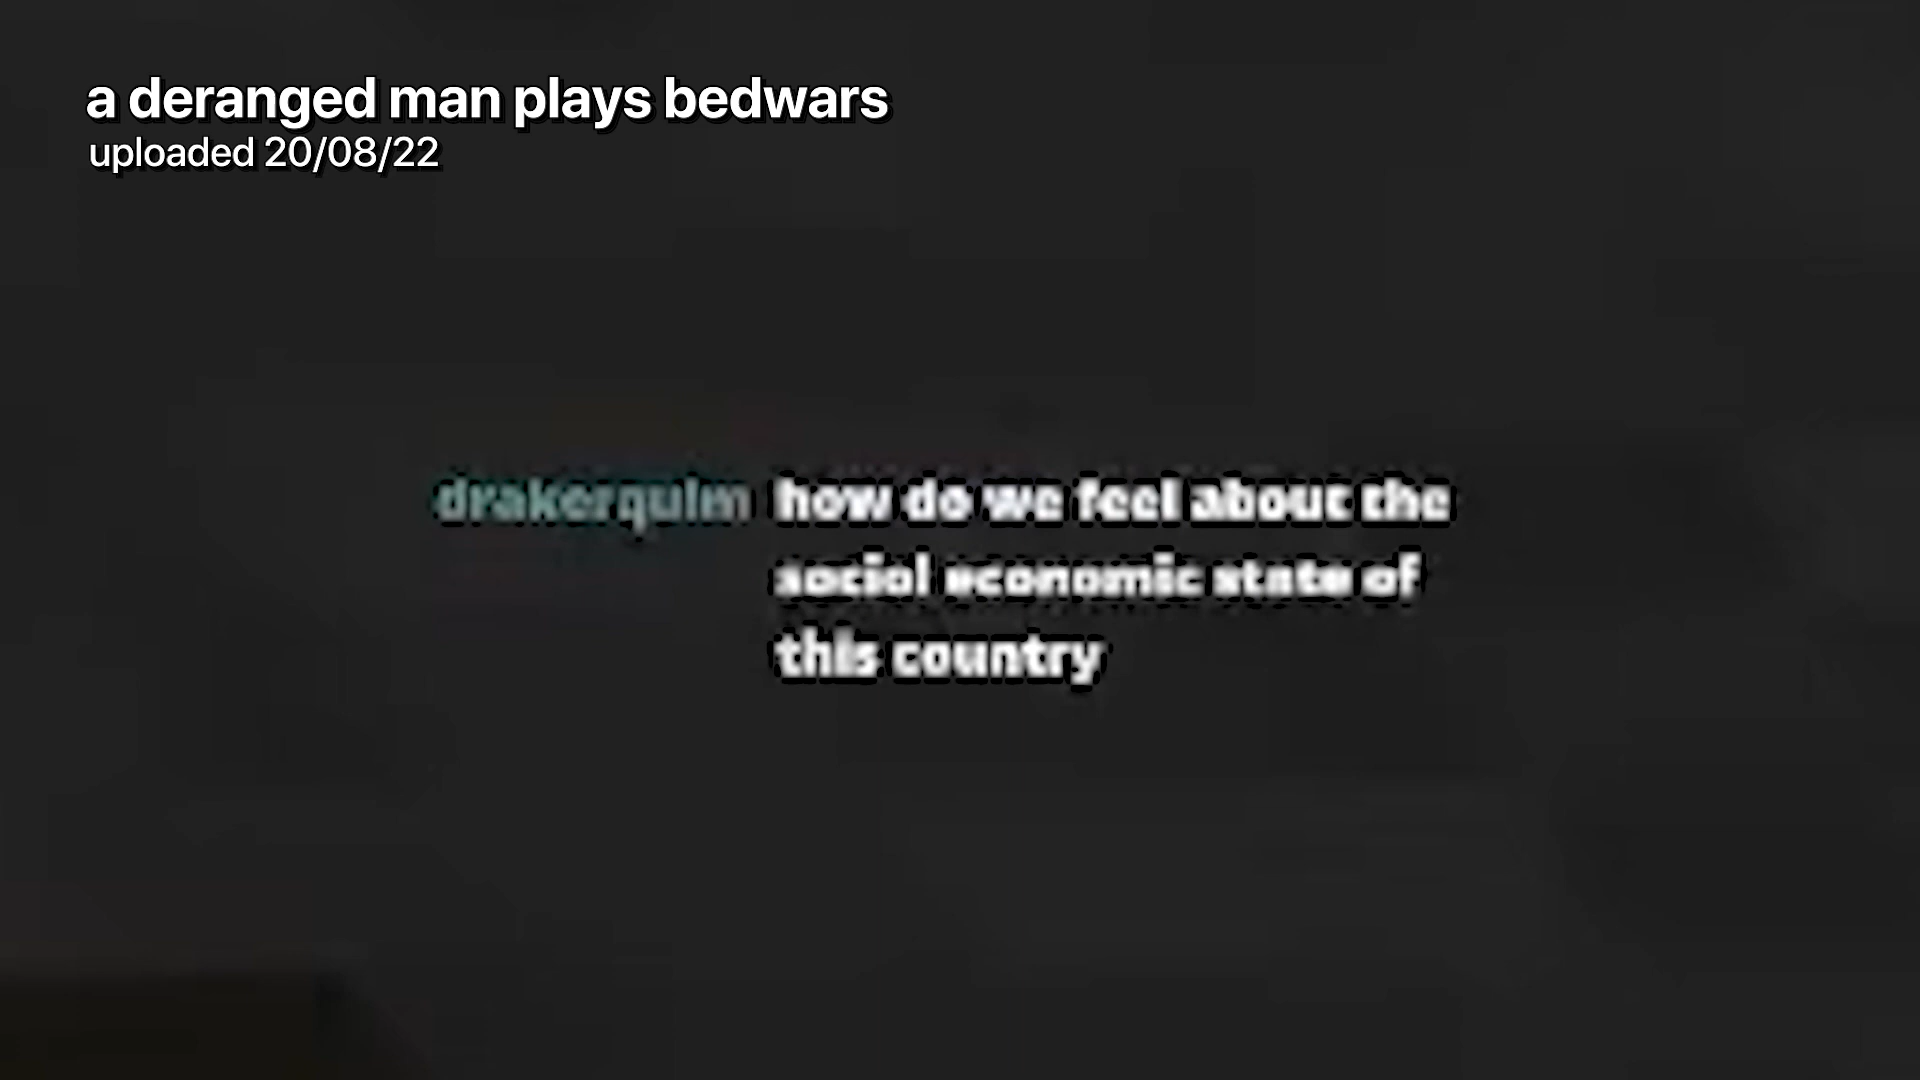 a deranged man plays bedwars
uploaded 20/08/22
drakerquim how do we feel about the
social economic state of
this country